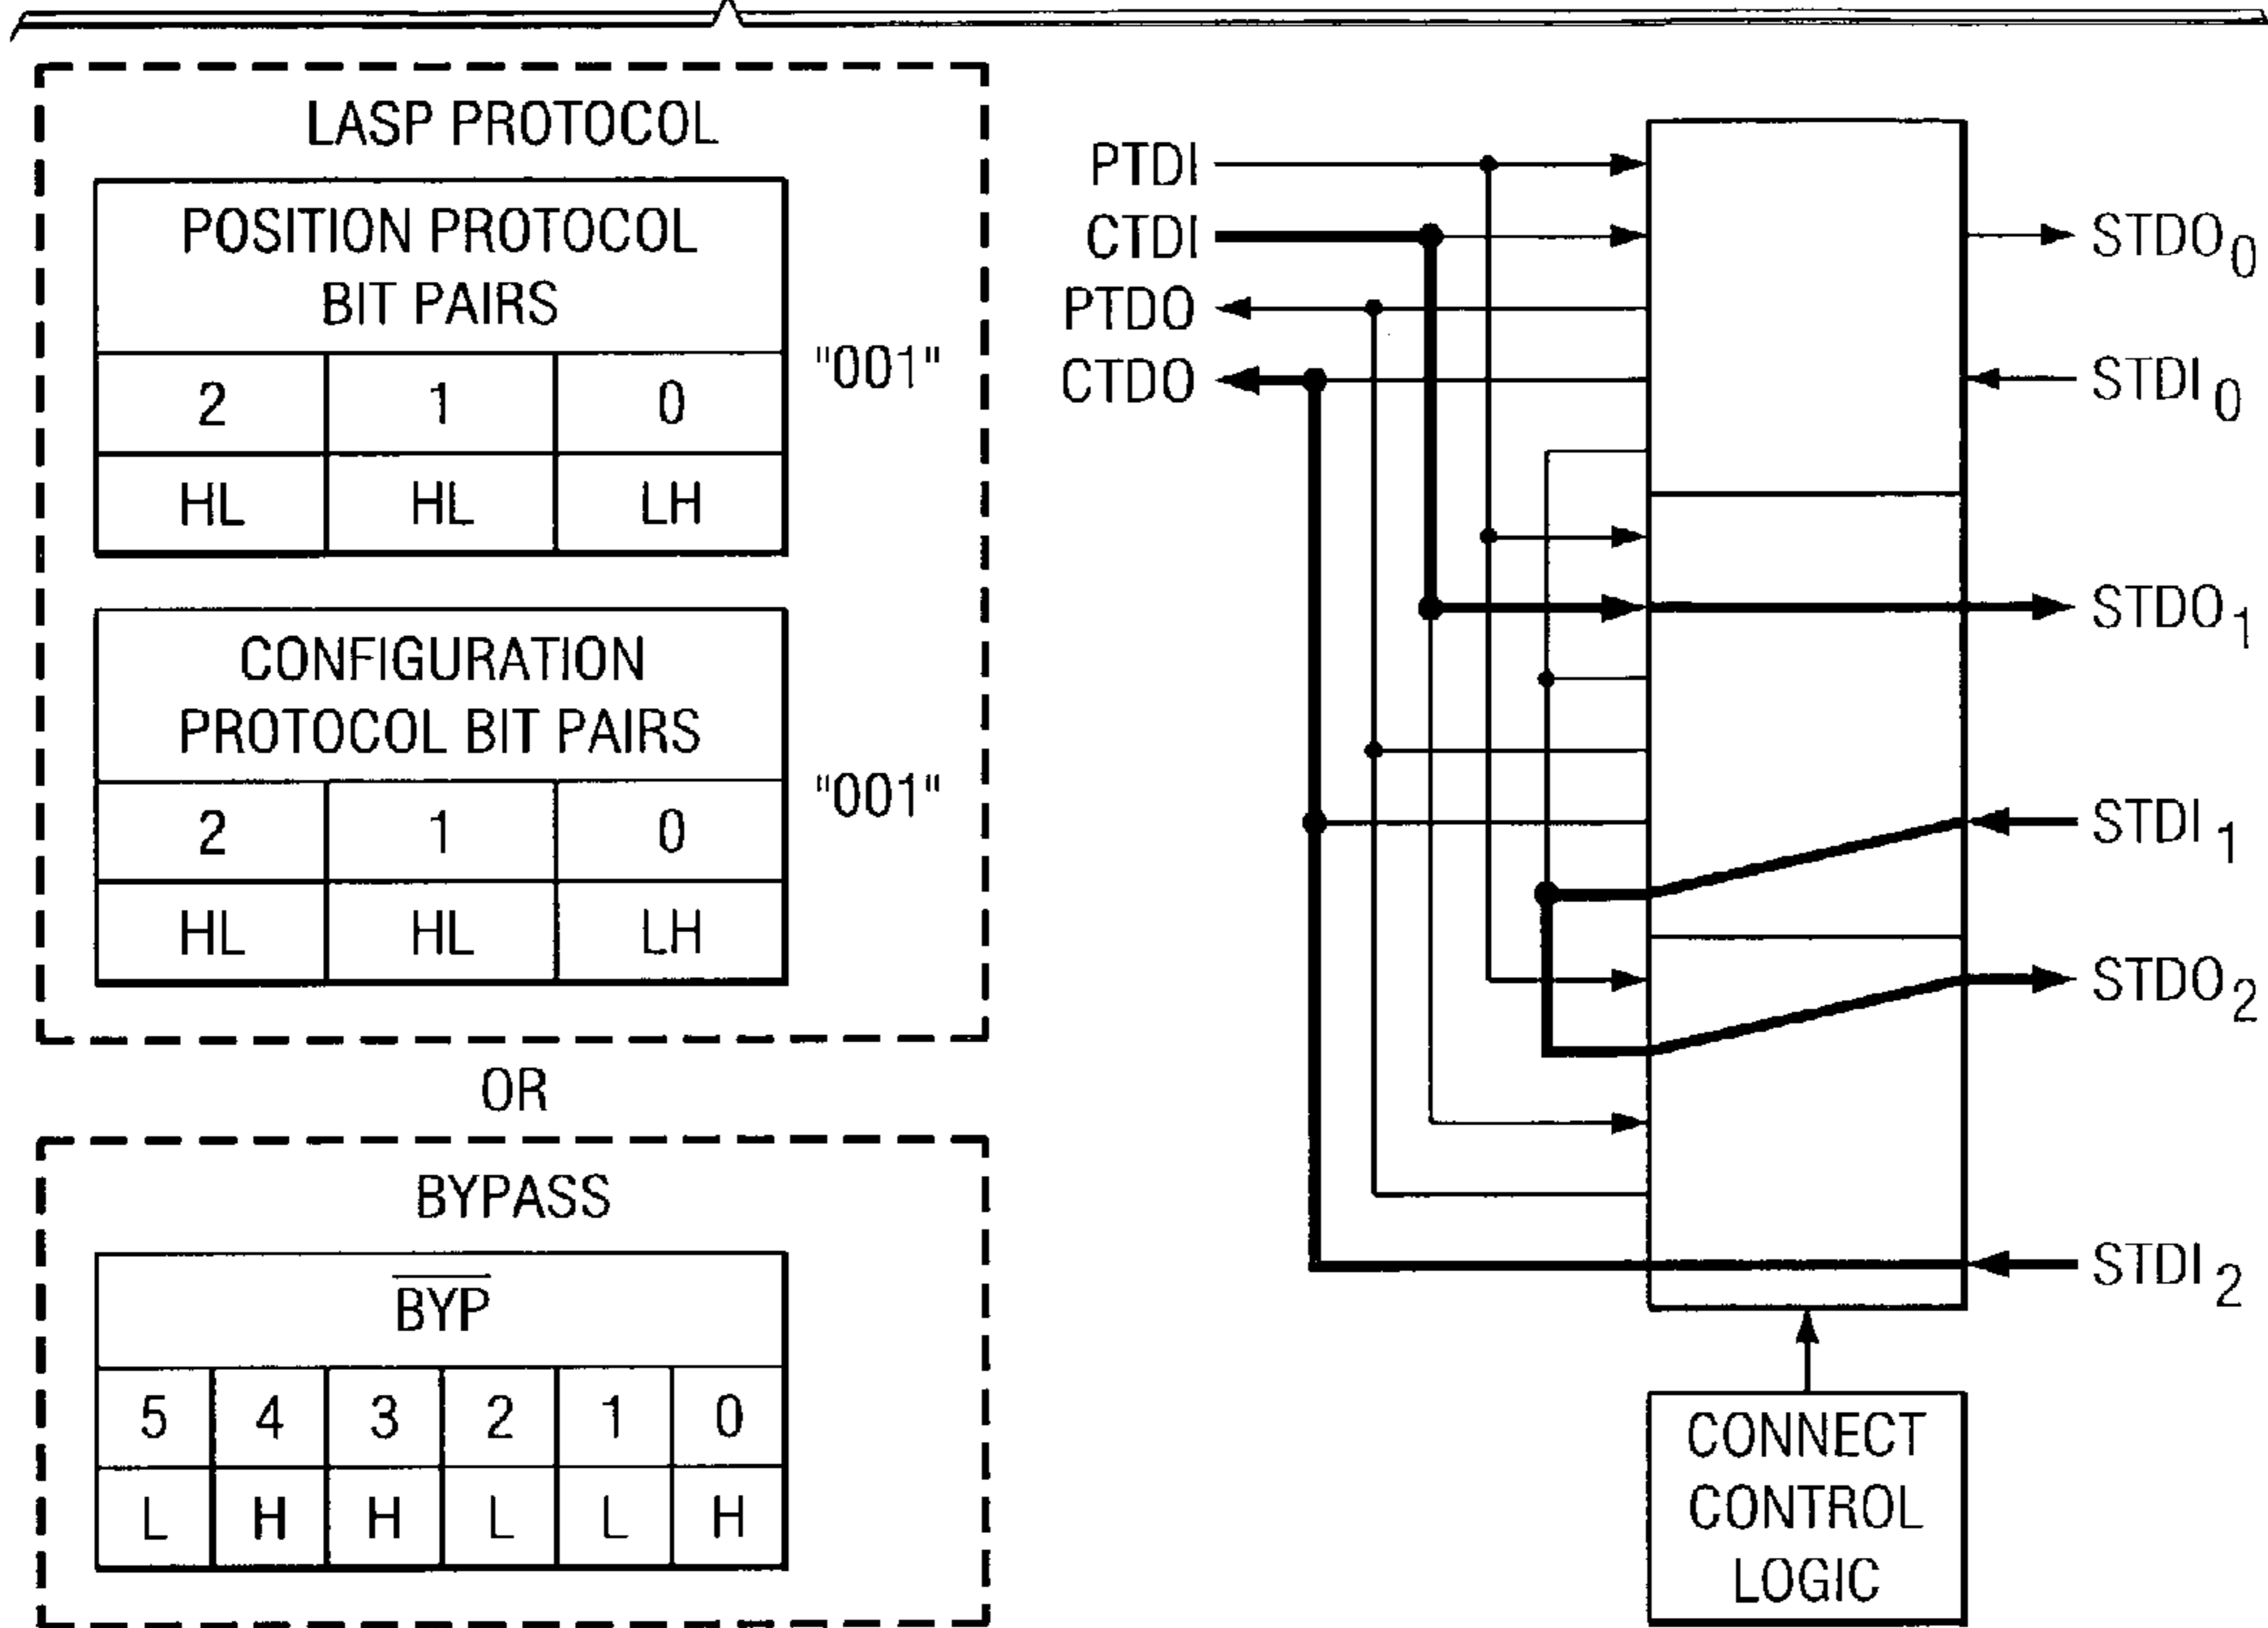 LASP PROTOCOL
POSITION PROTOCOL
BIT PAIRS
2 1 0
HL HL LH
"001"
CONFIGURATION
PROTOCOL BIT PAIRS
2 1 0
HL HL LH
"001"
OR
BYPASS
BYP
5 4 3 2 1 0
L H H L L H
PTDI
CTDI
PTDO
CTDO
STDO0
STDI0
STDO1
STDI1
STDO2
STDI2
CONNECT
CONTROL
LOGIC